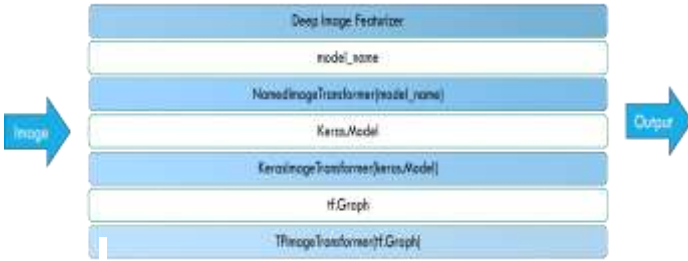 Deep Image Featurizer
model_name
NamedImageTransformer(model_name)
Image
Keras.Model
Output
KerasImageTransformer(keras.Model)
tf.Graph
TFImageTransformer(tf.Graph)